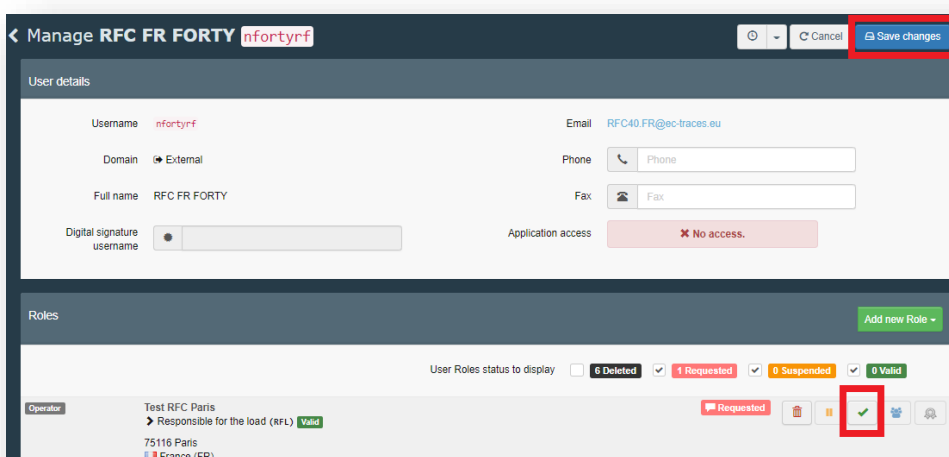 Manage RFC FR FORTY nfortyrf
Cancel
Save changes
User details
Username nfortyrf
Email RFC40.FR@ec-traces.eu
Domain External
Phone Phone
Full name RFC FR FORTY
Fax Fax
Digital signature
username
Application access No access.
Roles
Add new Role
User Roles status to display 6 Deleted 1 Requested 0 Suspended 0 Valid
Operator Test RFC Paris Requested
Responsible for the load (RFL) Valid
75116 Paris
France (FR)